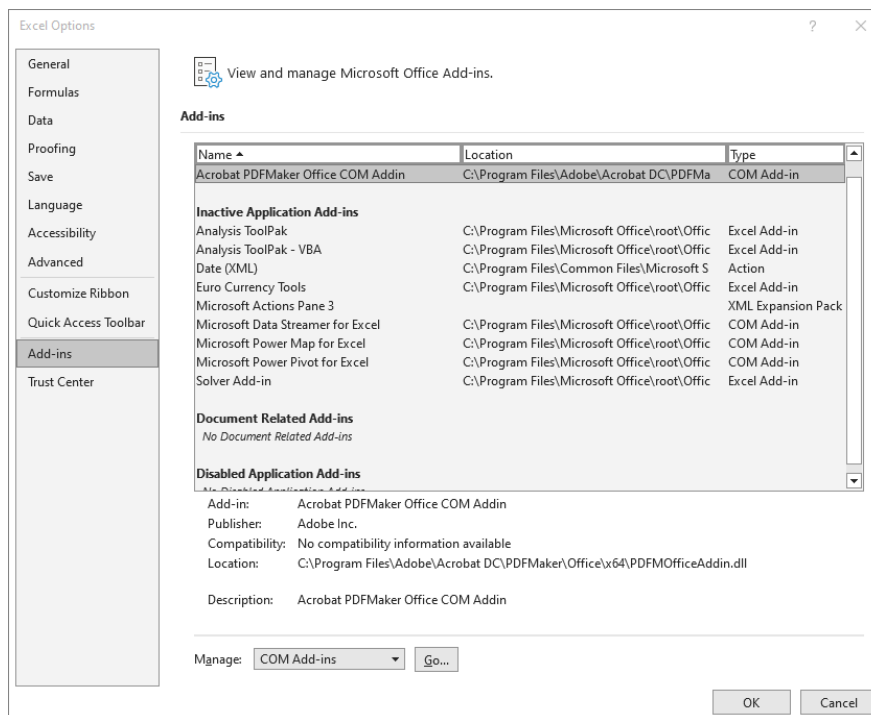 Excel Options
?
General
Formulas
Data
Proofing
Save
Language
Accessibility
Advanced
Customize Ribbon
Quick Access Toolbar
Add-ins
Trust Center
View and manage Microsoft Office Add-ins.
Add-ins
Name Location Type
Acrobat PDFMaker Office COM Addin C:\Program Files\Adobe\Acrobat DC\PDFMa COM Add-in
Inactive Application Add-ins
Analysis ToolPak C:\Program Files\Microsoft Office\root\Offic Excel Add-in
Analysis ToolPak - VBA C:\Program Files\Microsoft Office\root\Offic Excel Add-in
Date (XML) C:\Program Files\Common Files\Microsoft S Action
Euro Currency Tools C:\Program Files\Microsoft Office\root\Offic Excel Add-in
Microsoft Actions Pane 3 XML Expansion Pack
Microsoft Data Streamer for Excel C:\Program Files\Microsoft Office\root\Offic COM Add-in
Microsoft Power Map for Excel C:\Program Files\Microsoft Office\root\Offic COM Add-in
Microsoft Power Pivot for Excel C:\Program Files\Microsoft Office\root\Offic COM Add-in
Solver Add-in C:\Program Files\Microsoft Office\root\Offic Excel Add-in
Document Related Add-ins
No Document Related Add-ins
Disabled Application Add-ins
No Disabled Application Add-ins
Add-in: Acrobat PDFMaker Office COM Addin
Publisher: Adobe Inc.
Compatibility: No compatibility information available
Location: C:\Program Files\Adobe\Acrobat DC\PDFMaker\Office\x64\PDFMOfficeAddin.dll
Description: Acrobat PDFMaker Office COM Addin
Manage: COM Add-ins Go...
OK Cancel